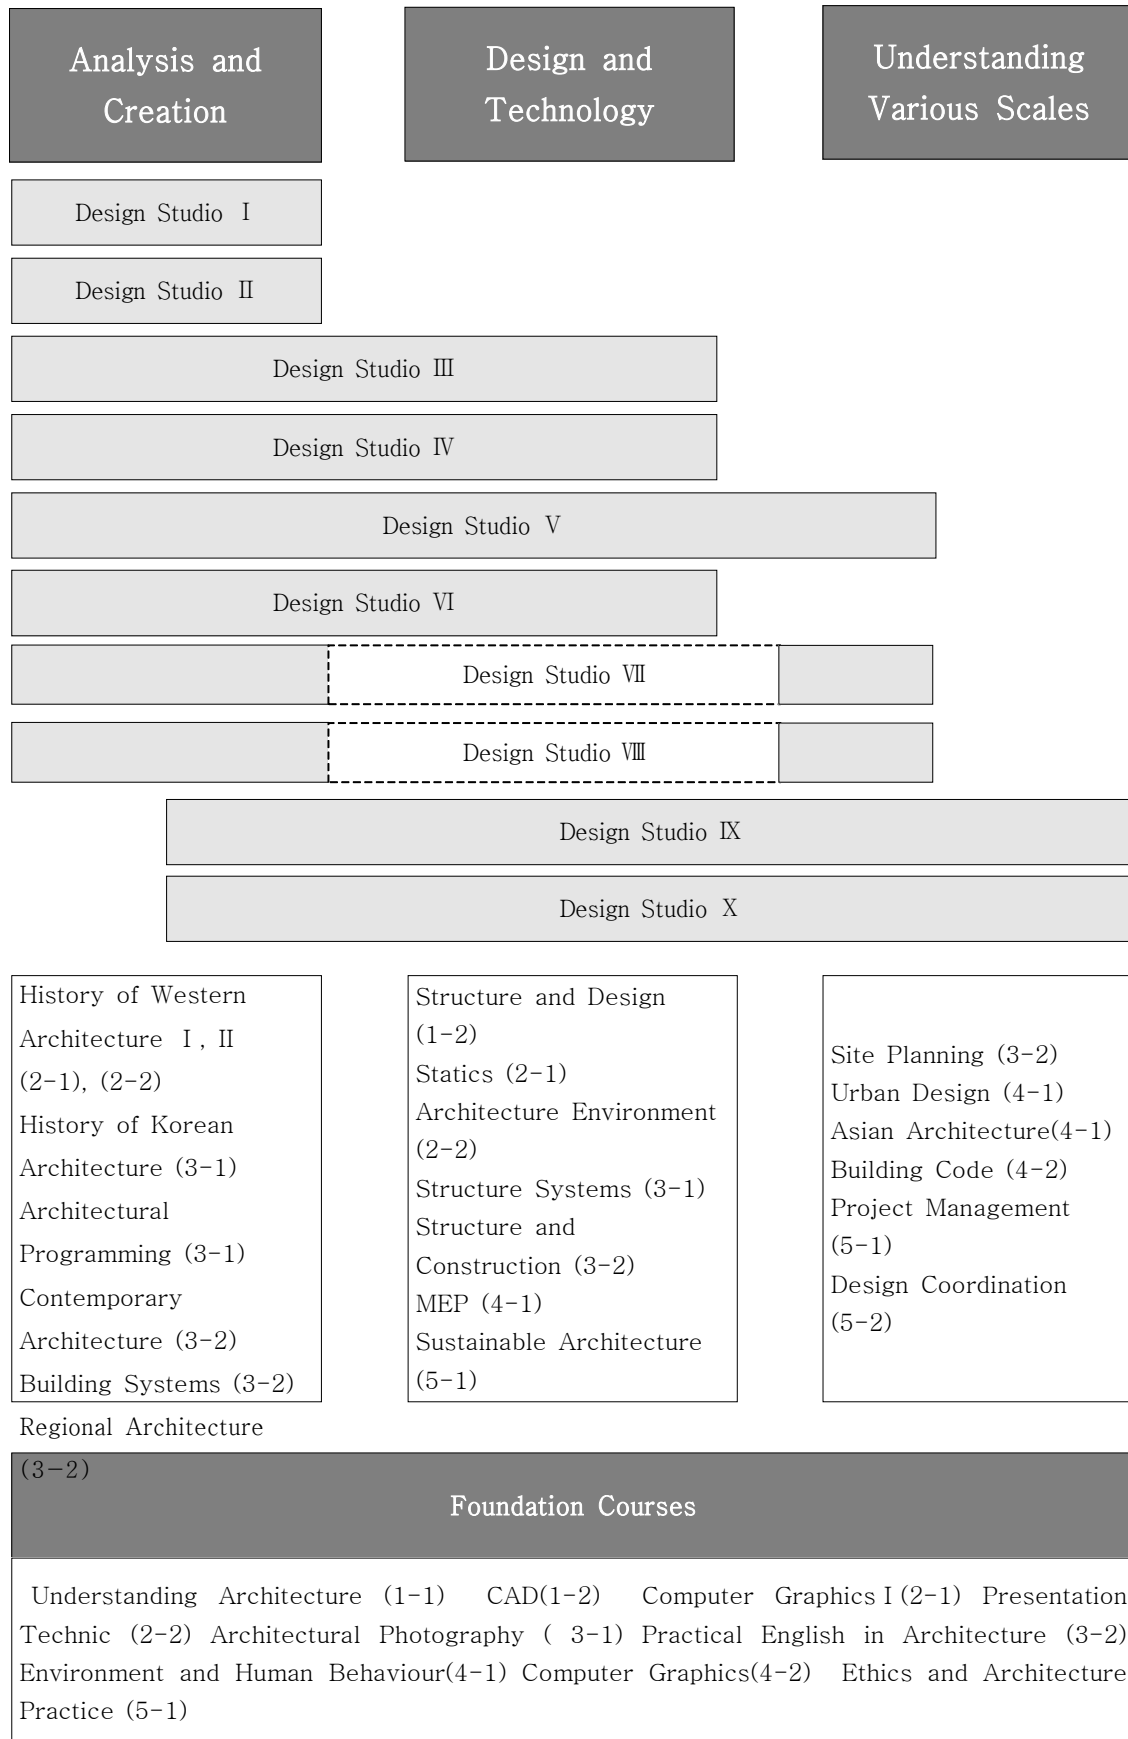 Analysis and
Creation
Design and
Technology
Understanding
Various Scales
Design Studio Ⅰ
Design Studio Ⅱ
Design Studio Ⅲ
Design Studio Ⅳ
Design Studio Ⅴ
Design Studio Ⅵ
Design Studio Ⅶ
Design Studio Ⅷ
Design Studio Ⅸ
Design Studio Ⅹ
History of Western
Architecture Ⅰ, Ⅱ
(2-1), (2-2)
History of Korean
Architecture (3-1)
Architectural
Programming (3-1)
Contemporary
Architecture (3-2)
Building Systems (3-2)
Regional Architecture
(3-2)
Structure and Design
(1-2)
Statics (2-1)
Architecture Environment
(2-2)
Structure Systems (3-1)
Structure and
Construction (3-2)
MEP (4-1)
Sustainable Architecture
(5-1)
Site Planning (3-2)
Urban Design (4-1)
Asian Architecture(4-1)
Building Code (4-2)
Project Management
(5-1)
Design Coordination
(5-2)
Foundation Courses
Understanding Architecture (1-1) CAD(1-2) Computer GraphicsⅠ(2-1) Presentation
Technic (2-2) Architectural Photography ( 3-1) Practical English in Architecture (3-2)
Environment and Human Behaviour(4-1) Computer Graphics(4-2) Ethics and Architecture
Practice (5-1)